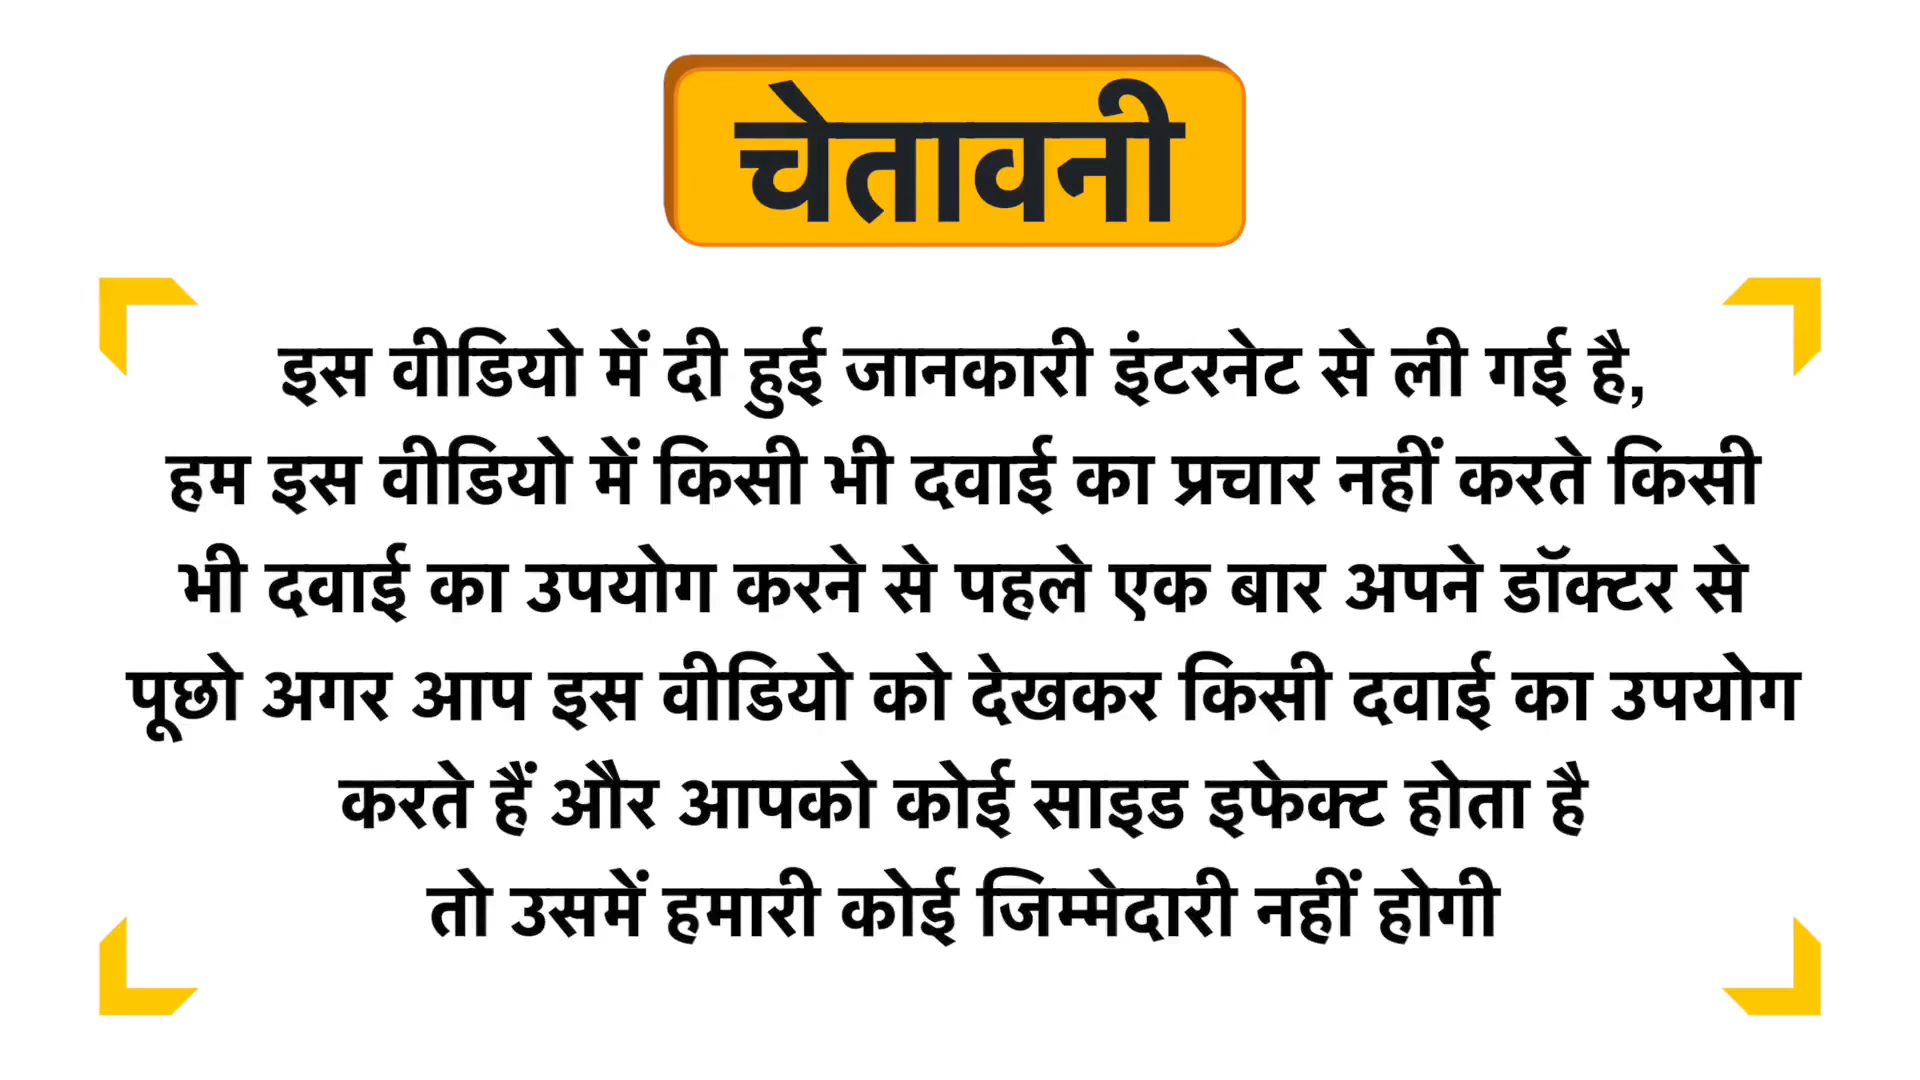 चेतावनी
इस वीडियो में दी हुई जानकारी इंटरनेट से ली गई है,
हम इस वीडियो में किसी भी दवाई का प्रचार नहीं करते किसी
भी दवाई का उपयोग करने से पहले एक बार अपने डॉक्टर से
पूछो अगर आप इस वीडियो को देखकर किसी दवाई का उपयोग
करते हैं और आपको कोई साइड इफेक्ट होता है
तो उसमें हमारी कोई जिम्मेदारी नहीं होगी